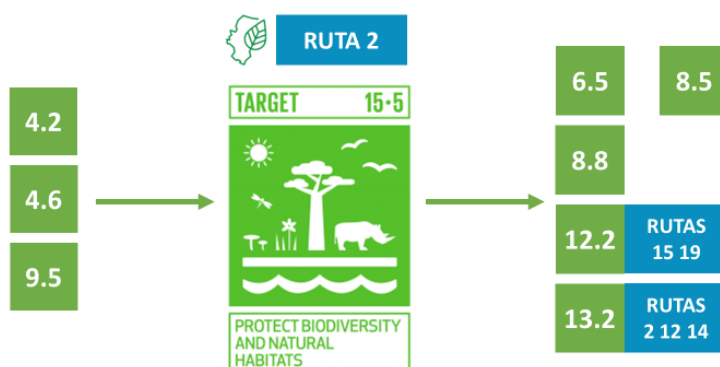 RUTA 2
4.2
4.6
9.5
TARGET 15•5
PROTECT BIODIVERSITY
AND NATURAL
HABITATS
6.5
8.5
8.8
12.2
RUTAS
15 19
13.2
RUTAS
2 12 14